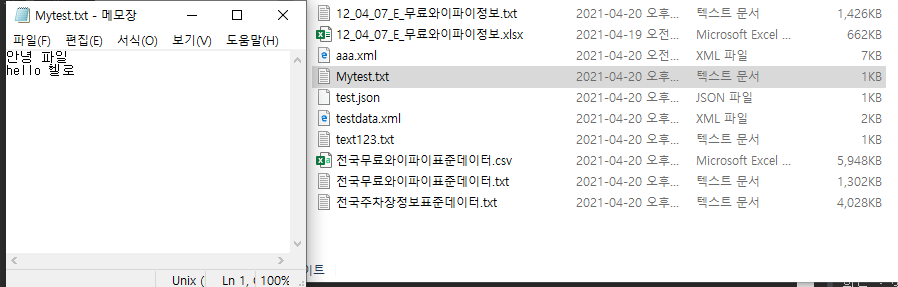 Mytest.txt - 메모장
파일(F) 편집(E) 서식(O) 보기(V) 도움말(H)
안녕 파일
hello 헬로
Unix ( Ln 1, 100%
12_04_07_E_무료와이파이정보.txt 2021-04-20 오후... 텍스트 문서 1,426KB
12_04_07_E_무료와이파이정보.xlsx 2021-04-19 오전... Microsoft Excel ... 662KB
aaa.xml 2021-04-20 오전... XML 파일 7KB
Mytest.txt 2021-04-20 오후... 텍스트 문서 1KB
test.json 2021-04-20 오후... JSON 파일 1KB
testdata.xml 2021-04-20 오후... XML 파일 2KB
text123.txt 2021-04-20 오후... 텍스트 문서 1KB
전국무료와이파이표준데이터.csv 2021-04-20 오후... Microsoft Excel ... 5,948KB
전국무료와이파이표준데이터.txt 2021-04-20 오후... 텍스트 문서 1,302KB
전국주차장정보표준데이터.txt 2021-04-20 오후... 텍스트 문서 4,028KB
이트